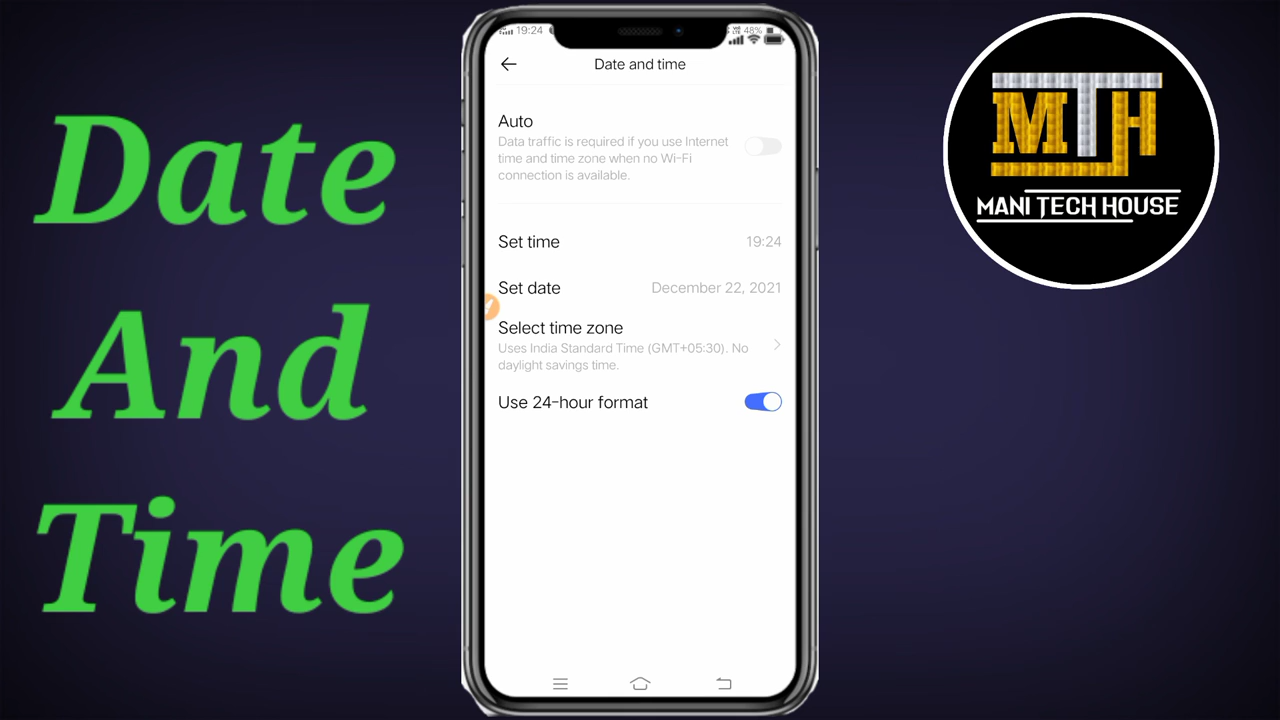 Date
And
Time
19:24
48%
Date and time
Auto
Data traffic is required if you use Internet
time and time zone when no Wi-Fi
connection is available.
Set time 19:24
Set date December 22, 2021
Select time zone
Uses India Standard Time (GMT+05:30). No
daylight savings time.
Use 24-hour format
MTH
MANI TECH HOUSE